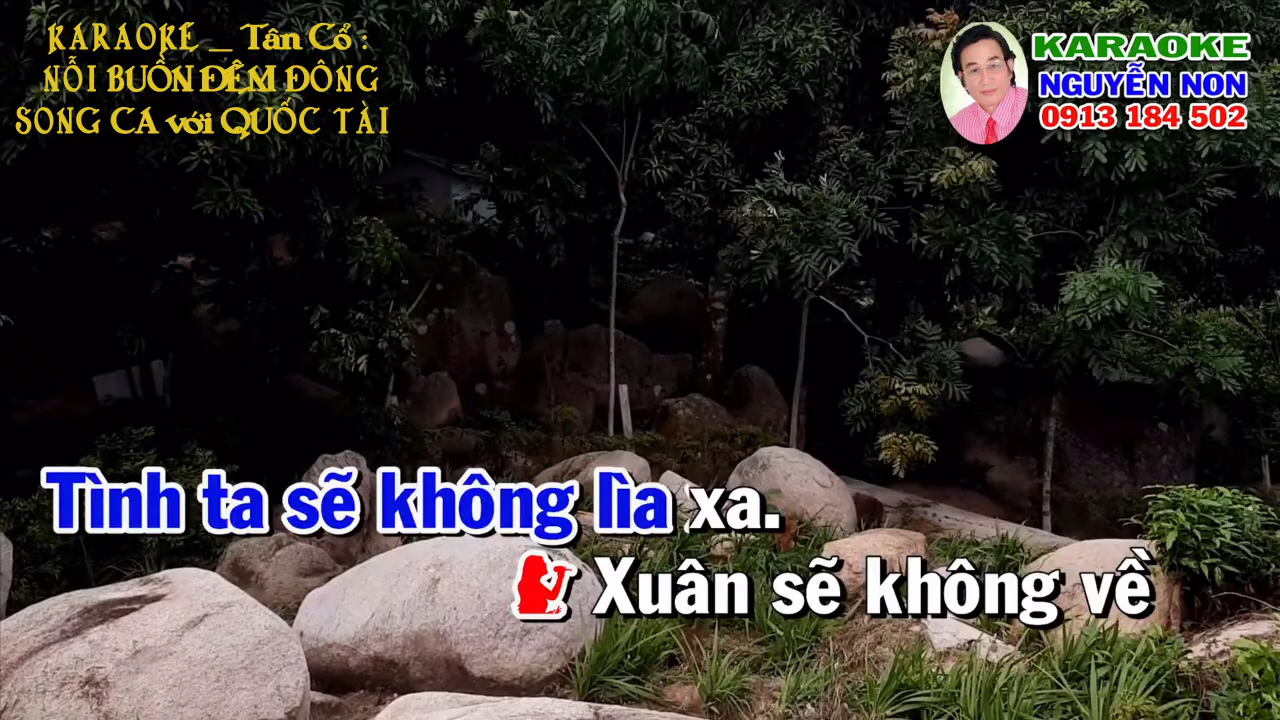 KARAOKE _ Tân Cổ :
NỖI BUỒN ĐÊM ĐÔNG
SONG CA với QUỐC TÀI
KARAOKE
NGUYỄN NON
0913 184 502
Tình ta sẽ không lìa xa.
Xuân sẽ không về